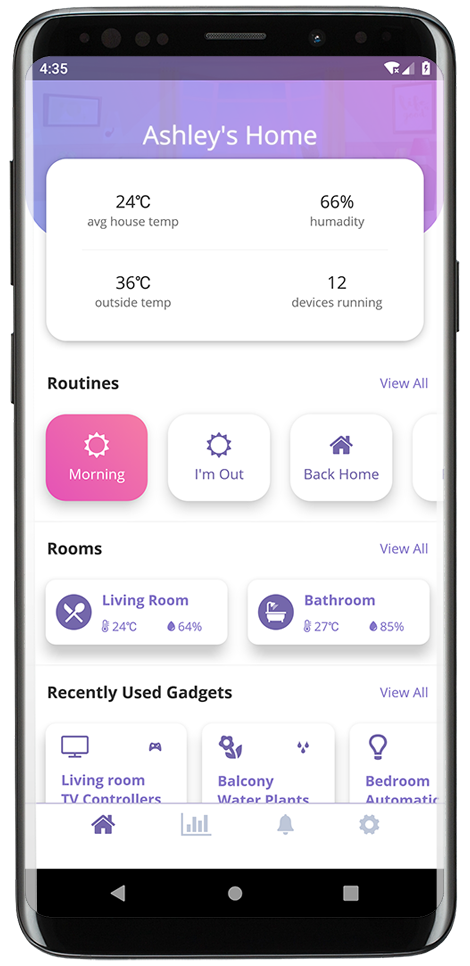 4:35
Ashley's Home
24℃ 66%
avg house temp humadity
36℃ 12
outside temp devices running
Routines View All
Morning I'm Out Back Home
Rooms View All
Living Room Bathroom
24℃ 64% 27℃ 85%
Recently Used Gadgets View All
Living room Balcony Bedroom
TV Controllers Water Plants Automatic